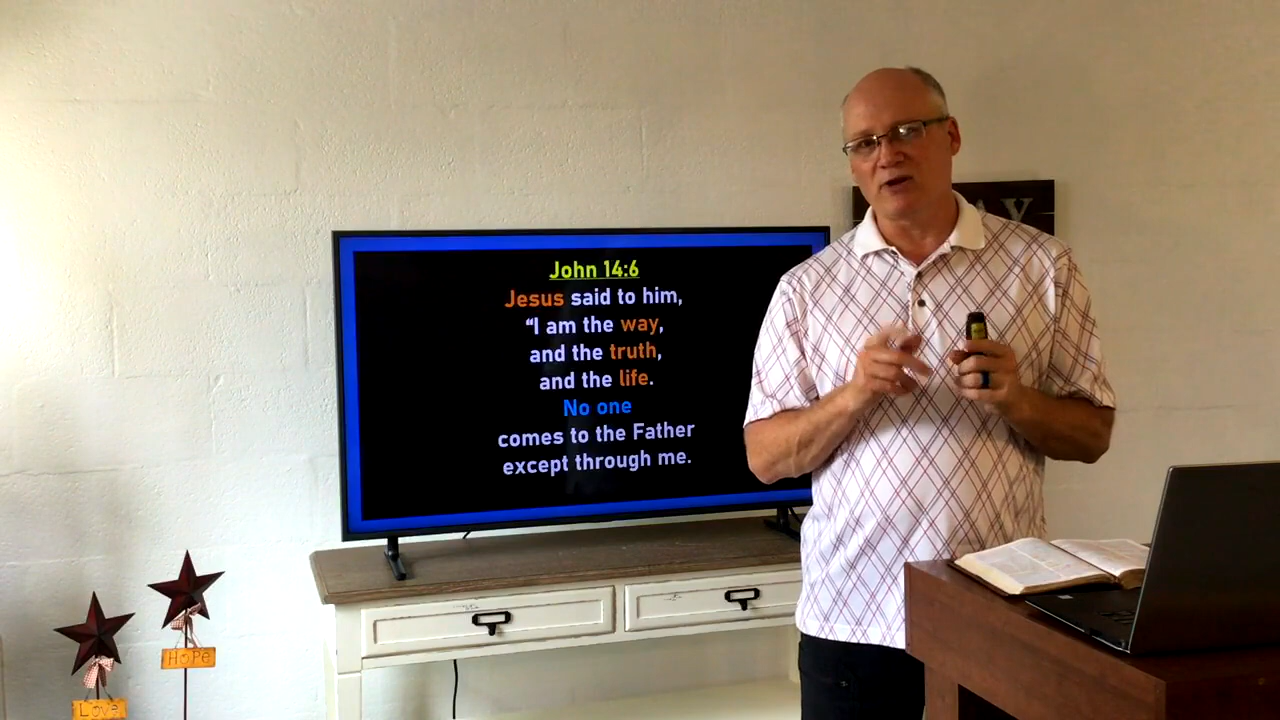 John 14:6
Jesus said to him,
“I am the way,
and the truth,
and the life.
No one
comes to the Father
except through me.
HOPE
Love